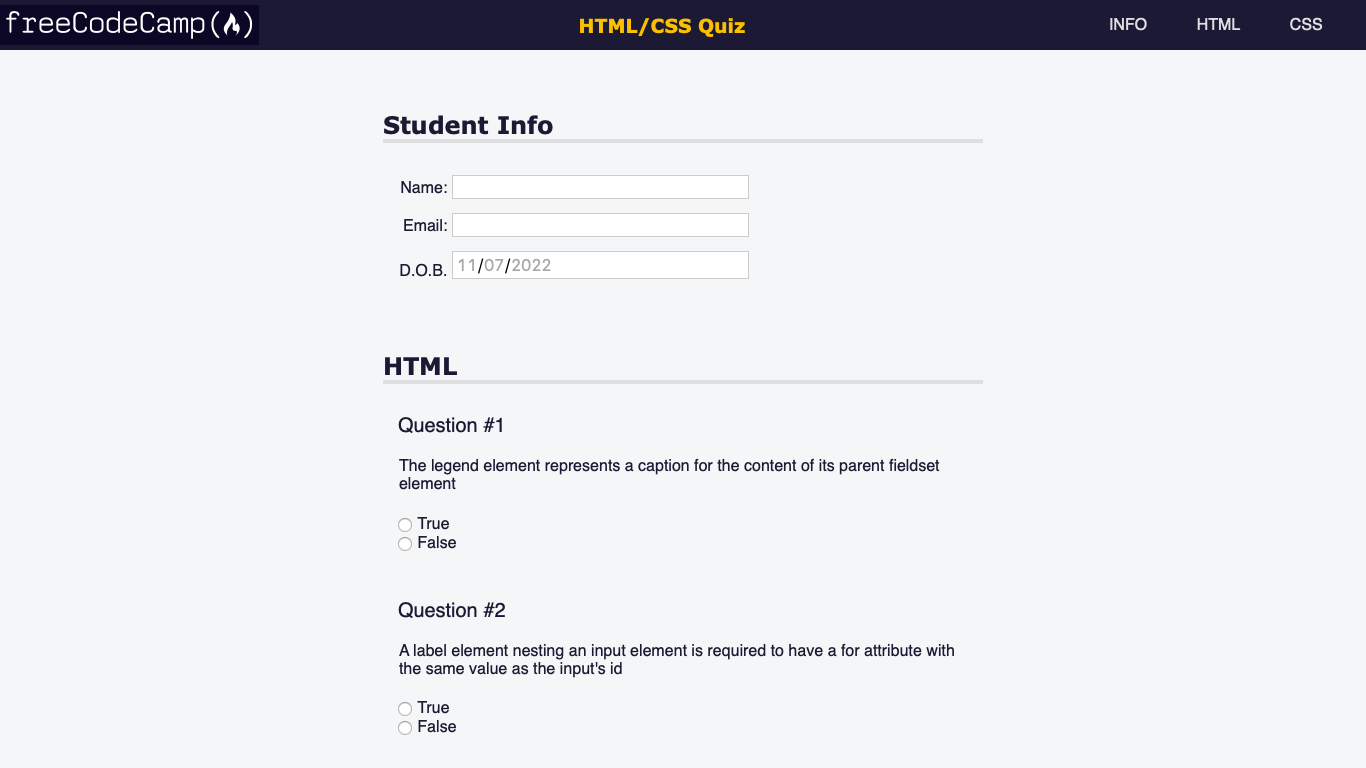 freeCodeCamp(🔥)
HTML/CSS Quiz
INFO
HTML
CSS
Student Info
Name:
Email:
D.O.B.
11/07/2022
HTML
Question #1
The legend element represents a caption for the content of its parent fieldset
element
True
False
Question #2
A label element nesting an input element is required to have a for attribute with
the same value as the input's id
True
False